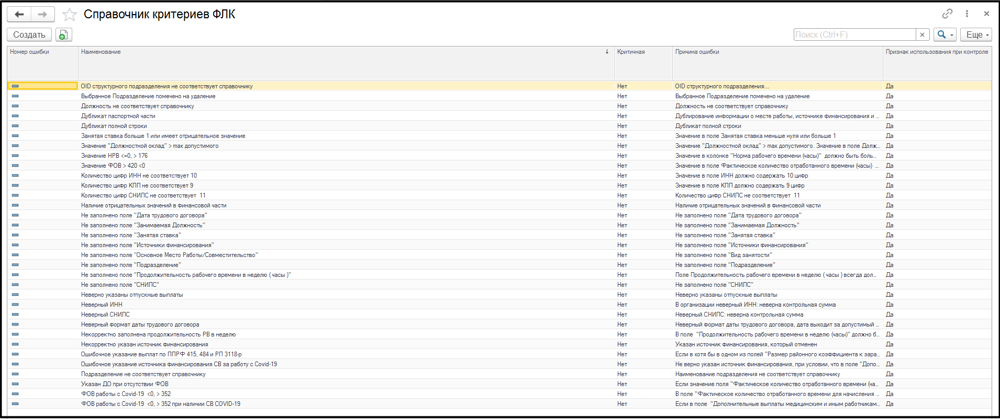 Справочник критериев ФЛК
Создать
Поиск (Ctrl+F)
Еще
Номер ошибки Наименование Критичная Причина ошибки Признак использования при контроле
OID структурного подразделения не соответствует справочнику Нет OID структурного подразделения... Да
Выбранное Подразделение помечено на удаление Нет Выбранное Подразделение помечено на удаление Да
Должность не соответствует справочнику Нет Должность не соответствует справочнику Да
Дубликат паспортной части Нет Дублирование информации о месте работы, источнике финансирования и ... Да
Дубликат полной строки Нет Дубликат полной строки Да
Занятая ставка больше 1 или имеет отрицательное значение Нет Значение в поле Занятая ставка меньше нуля или больше 1 Да
Значение "Должностной оклад" > max допустимого Нет Значение "Должностной оклад" > max допустимого. Значение в поле Долж... Да
Значение НРВ <=0, > 176 Нет Значение в колонке "Норма рабочего времени (часы)" должно быть боль... Да
Значение ФОВ > 420 <0 Нет Значение в поле Фактическое количество отработанного времени (часы) ... Да
Количество цифр ИНН не соответствует 10 Нет Значение в поле ИНН должно содержать 10 цифр Да
Количество цифр КПП не соответствует 9 Нет Значение в поле КПП должно содержать 9 цифр Да
Количество цифр СНИЛС не соответствует 11 Нет Количество цифр СНИЛС не соответствует 11 Да
Наличие отрицательных значений в финансовой части Нет Наличие отрицательных значений в финансовой части Да
Не заполнено поле "Дата трудового договора" Нет Не заполнено поле "Дата трудового договора" Да
Не заполнено поле "Занимаемая Должность" Нет Не заполнено поле "Занимаемая Должность" Да
Не заполнено поле "Занятая ставка" Нет Не заполнено поле "Занятая ставка" Да
Не заполнено поле "Источники финансирования" Нет Не заполнено поле "Источники финансирования" Да
Не заполнено поле "Основное Место Работы/Совместительство" Нет Не заполнено поле "Вид занятости" Да
Не заполнено поле "Подразделение" Нет Не заполнено поле "Подразделение" Да
Не заполнено поле "Продолжительность рабочего времени в неделю ( часы )" Нет Поле Продолжительность рабочего времени в неделю ( часы ) всегда дол... Да
Не заполнено поле "СНИЛС" Нет Не заполнено поле "СНИЛС" Да
Неверно указаны отпускные выплаты Нет Неверно указаны отпускные выплаты Да
Неверный ИНН Нет В организации неверный ИНН: неверна контрольная сумма Да
Неверный СНИЛС Нет Неверный СНИЛС: неверна контрольная сумма Да
Неверный формат даты трудового договора Нет Неверный формат даты трудового договора, дата выходит за допустимый ... Да
Некорректно заполнена продолжительность РВ в неделю Нет В поле "Продолжительность рабочего времени в неделю (часы)" должно б... Да
Некорректно указан источник финансирования Нет Указан источник финансирования, который отменен Да
Ошибочное указание выплат по ППРФ 415, 484 и РП 3118-р Нет Если в хотя бы в одном из полей "Размер районного коэффициента к зара... Да
Ошибочное указание источника финансирования СВ за работу с Covid-19 Нет Не верно указан источник финансирования, при условии, что в поле "Допо... Да
Подразделение не соответствует справочнику Нет Наименование подразделения не соответствует справочнику Да
Указан ДО при отсутствии ФОВ Нет Если значение поля "Фактическое количество отработанного времени (ча... Да
ФОВ работы с Covid-19 <0, > 352 Нет В поле "Фактическое количество отработанного времени для начисления ... Да
ФОВ работы с Covid-19 <0, > 352 при наличии СВ COVID-19 Нет Если в поле "Дополнительные выплаты медицинским и иным работникам... Да